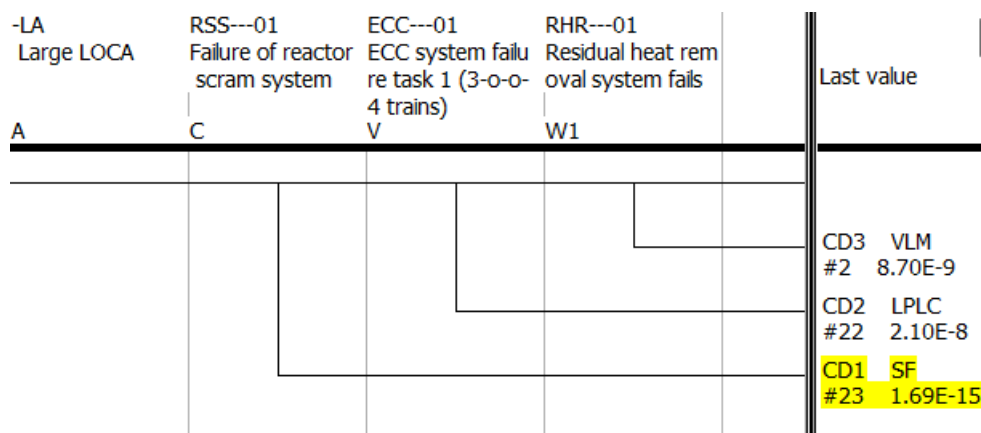 -LA
Large LOCA
A
RSS---01
Failure of reactor
scram system
C
ECC---01
ECC system failu
re task 1 (3-o-o-
4 trains)
V
RHR---01
Residual heat rem
oval system fails
W1
Last value
CD3 VLM
#2 8.70E-9
CD2 LPLC
#22 2.10E-8
CD1 SF
#23 1.69E-15